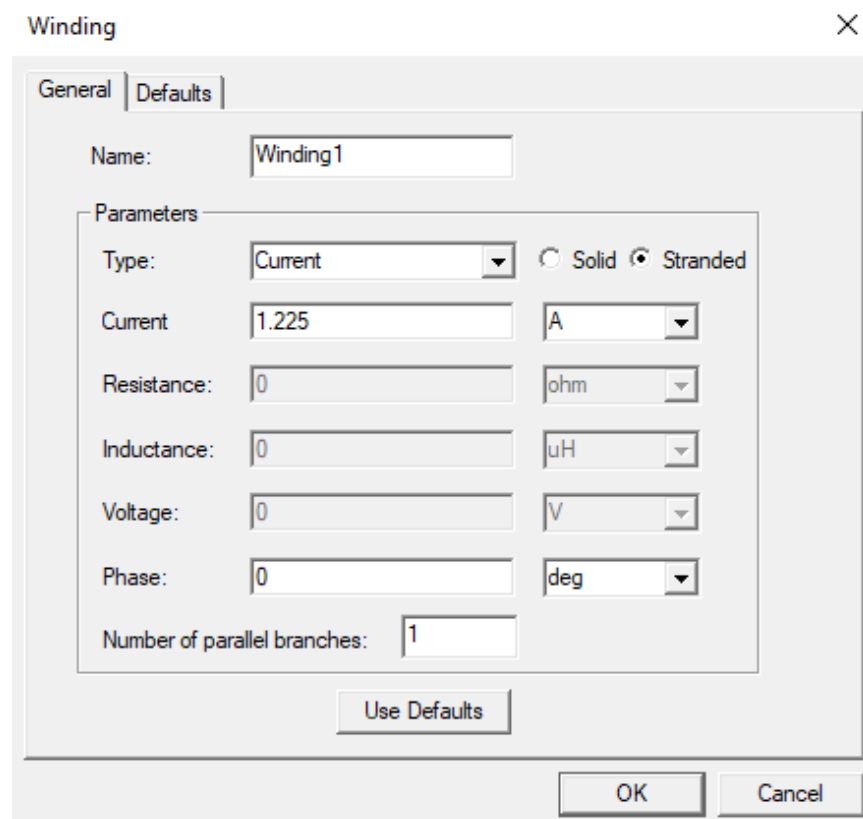 Winding
General Defaults
Name: Winding1
Parameters
Type: Current Solid Stranded
Current 1.225 A
Resistance: 0 ohm
Inductance: 0 uH
Voltage: 0 V
Phase: 0 deg
Number of parallel branches: 1
Use Defaults
OK Cancel